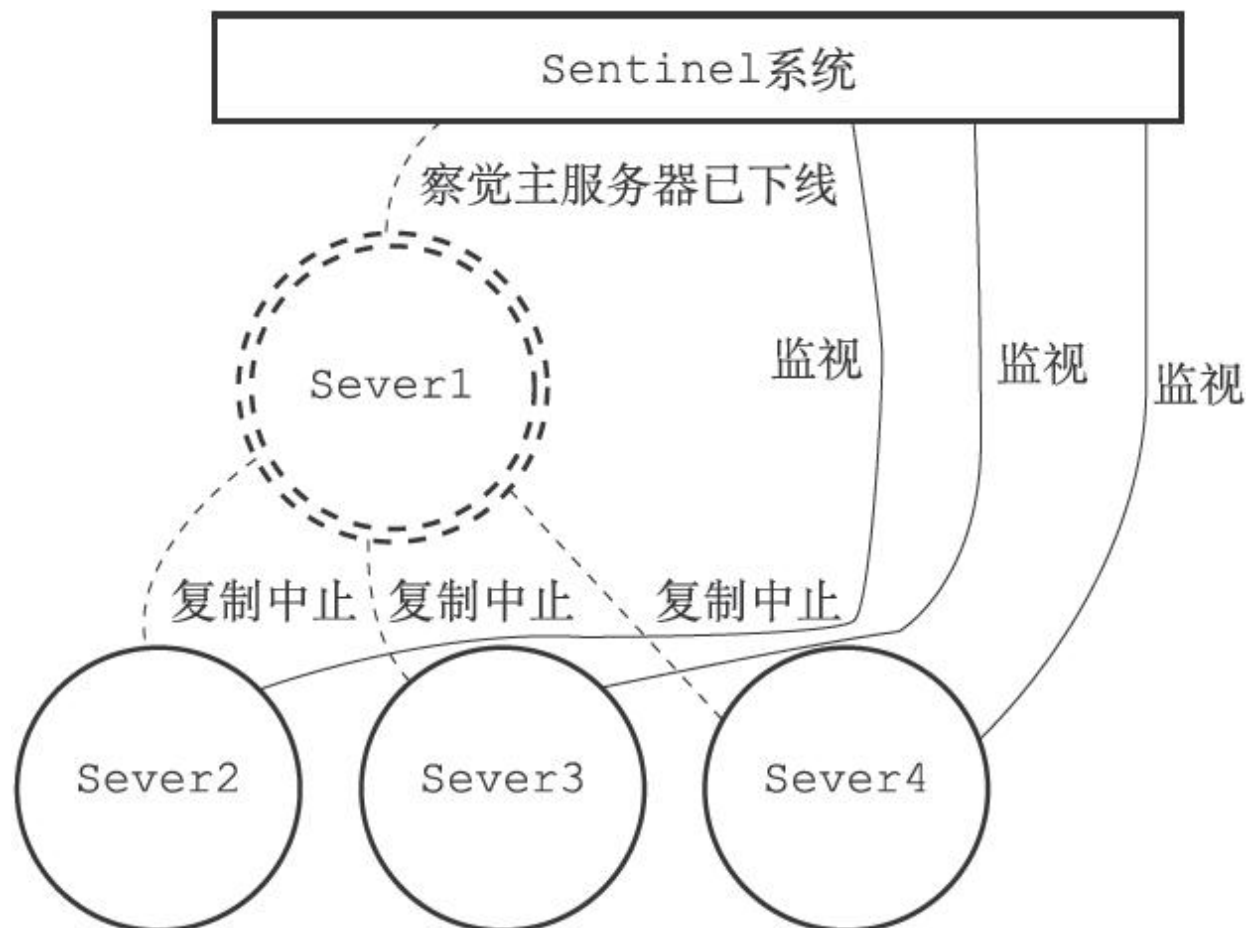 Sentinel系统
察觉主服务器已下线
Sever1
监视
监视
监视
复制中止
复制中止
复制中止
Sever2
Sever3
Sever4